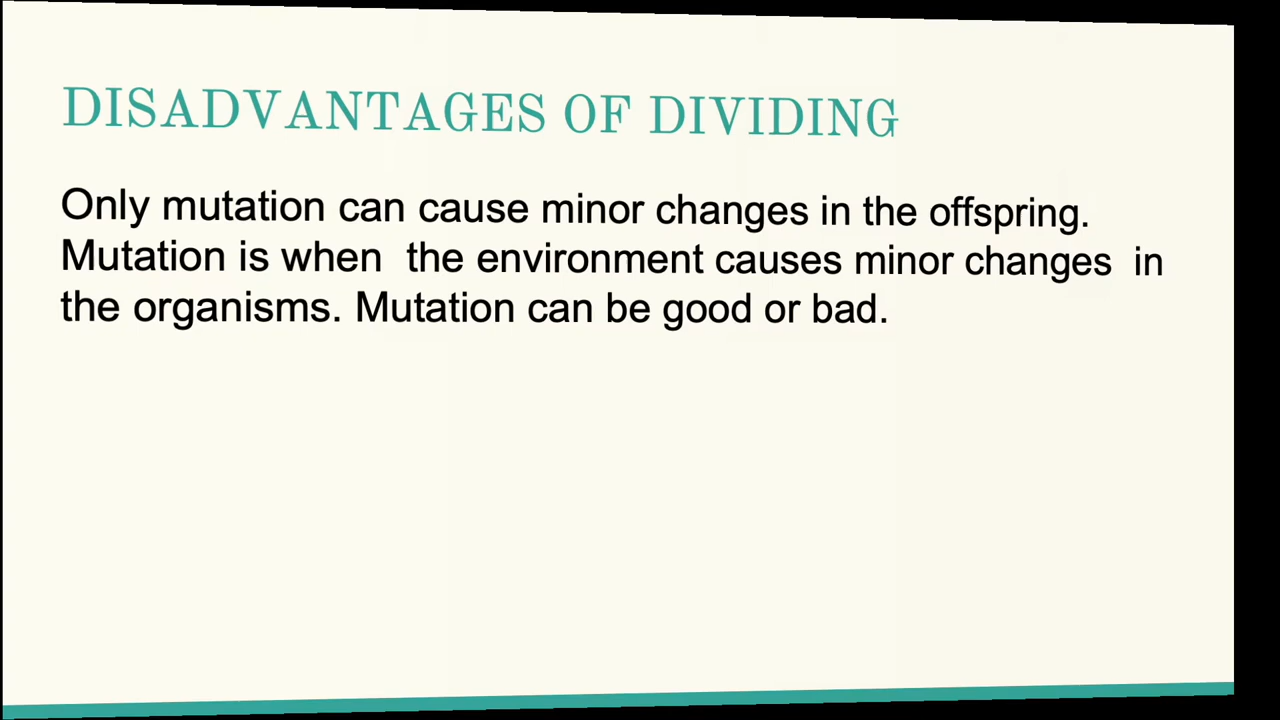 DISADVANTAGES OF DIVIDING
Only mutation can cause minor changes in the offspring.
Mutation is when  the environment causes minor changes  in
the organisms. Mutation can be good or bad.